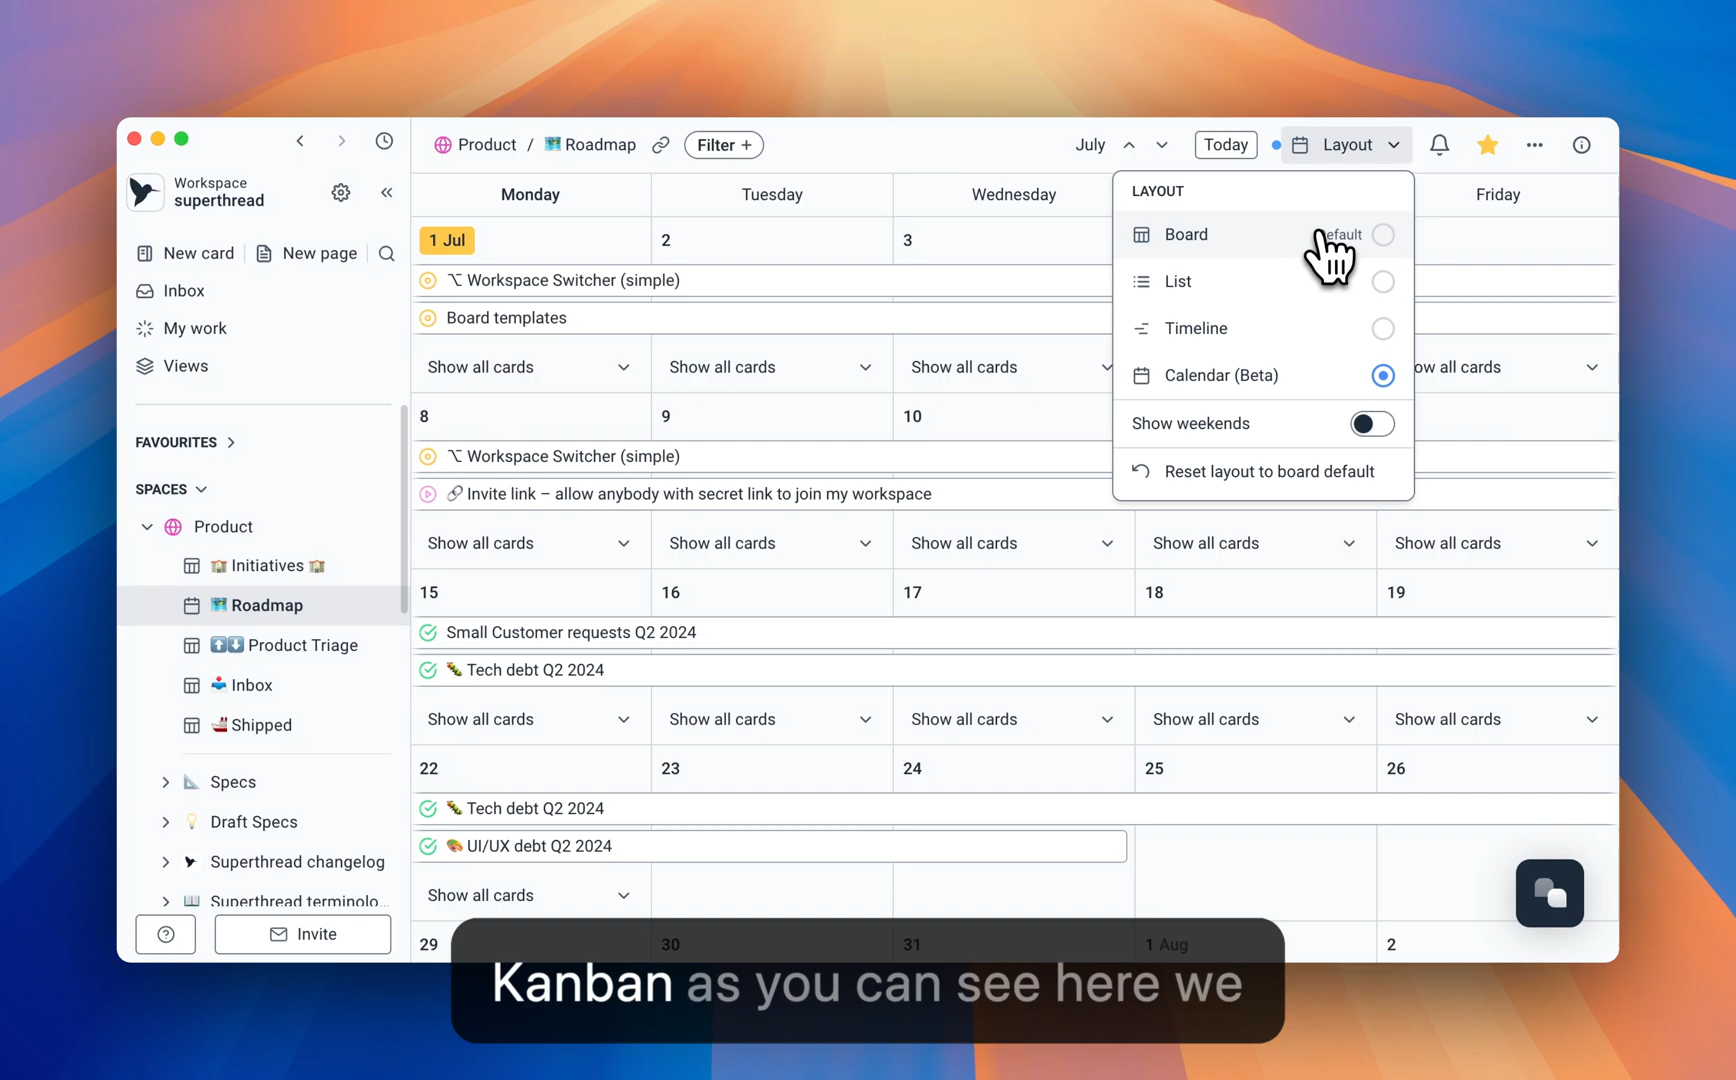 Workspace
superthread
New card
New page
Inbox
My work
Views
FAVOURITES
SPACES
Product
Initiatives
Roadmap
Product Triage
Inbox
Shipped
Specs
Draft Specs
Superthread changelog
Superthread terminolo...
Invite
Product / Roadmap
Filter +
July
Today
Layout
Monday
Tuesday
Wednesday
Friday
1 Jul
2
3
Workspace Switcher (simple)
Board templates
Show all cards
Show all cards
Show all cards
ow all cards
8
9
10
Workspace Switcher (simple)
Invite link – allow anybody with secret link to join my workspace
Show all cards
Show all cards
Show all cards
Show all cards
Show all cards
15
16
17
18
19
Small Customer requests Q2 2024
Tech debt Q2 2024
Show all cards
Show all cards
Show all cards
Show all cards
Show all cards
22
23
24
25
26
Tech debt Q2 2024
UI/UX debt Q2 2024
Show all cards
29
30
31
1 Aug
2
LAYOUT
Board
efault
List
Timeline
Calendar (Beta)
Show weekends
Reset layout to board default
Kanban as you can see here we